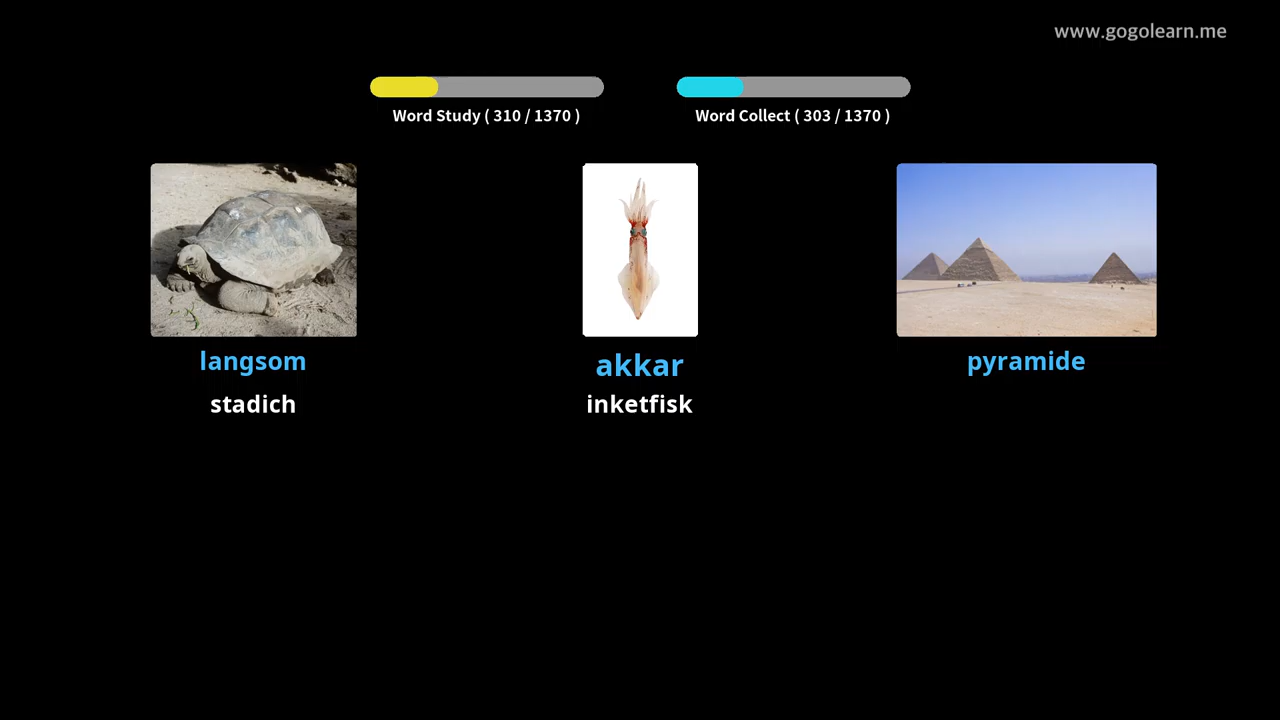 www.gogolearn.me
Word Study ( 310 / 1370 )
Word Collect ( 303 / 1370 )
langsom
akkar
pyramide
stadich
inketfisk